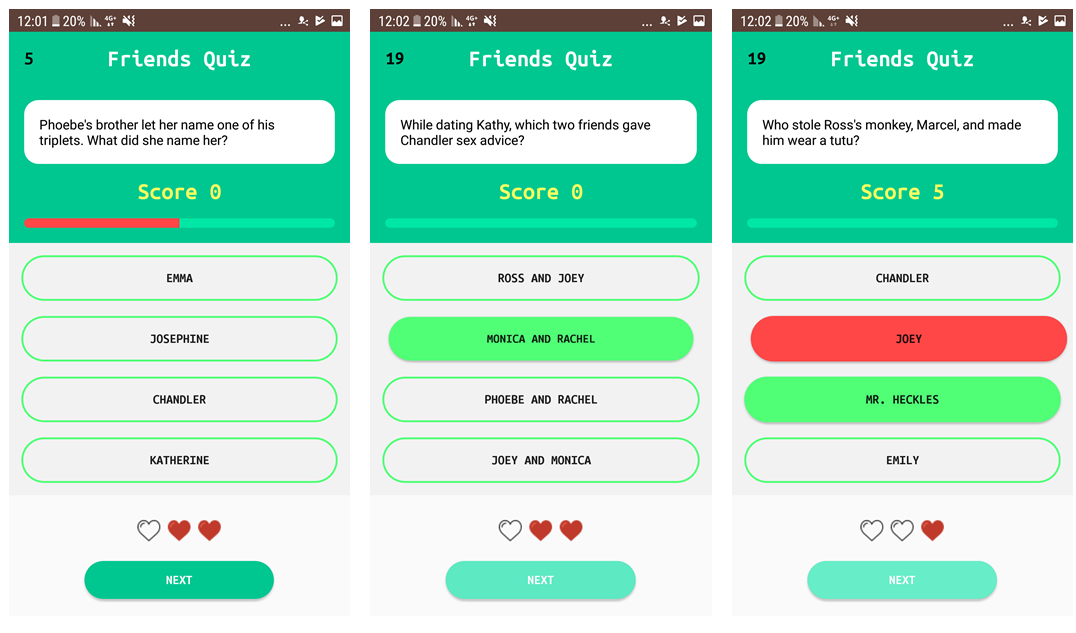 12:01 20% 4G+ ...
5 Friends Quiz
Phoebe's brother let her name one of his
triplets. What did she name her?
Score 0
EMMA
JOSEPHINE
CHANDLER
KATHERINE
NEXT
12:02 20% 4G+ ...
19 Friends Quiz
While dating Kathy, which two friends gave
Chandler sex advice?
Score 0
ROSS AND JOEY
MONICA AND RACHEL
PHOEBE AND RACHEL
JOEY AND MONICA
NEXT
12:02 20% 4G+ ...
19 Friends Quiz
Who stole Ross's monkey, Marcel, and made
him wear a tutu?
Score 5
CHANDLER
JOEY
MR. HECKLES
EMILY
NEXT